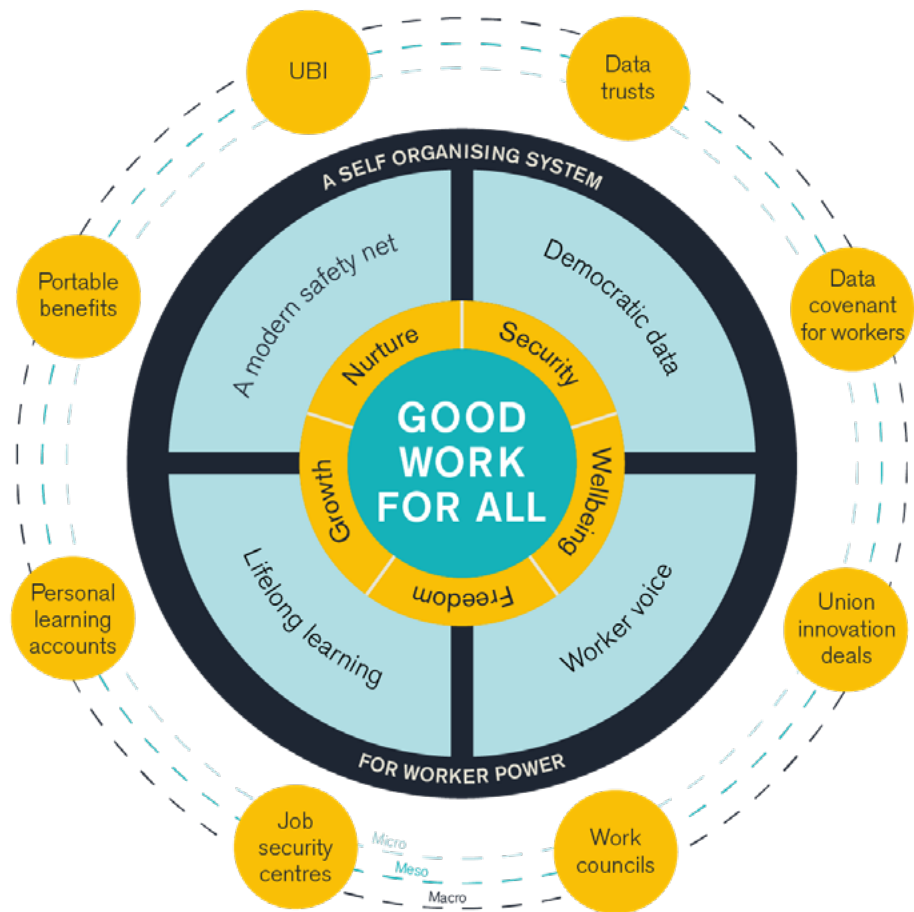 UBI
Data
trusts
A SELF ORGANISING SYSTEM
A modern safety net
Democratic data
Portable
benefits
Data
covenant
for workers
Nurture
Security
GOOD
WORK
FOR ALL
Growth
Wellbeing
Freedom
Lifelong learning
Worker voice
Personal
learning
accounts
Union
innovation
deals
FOR WORKER POWER
Job
security
centres
Micro
Meso
Macro
Work
councils